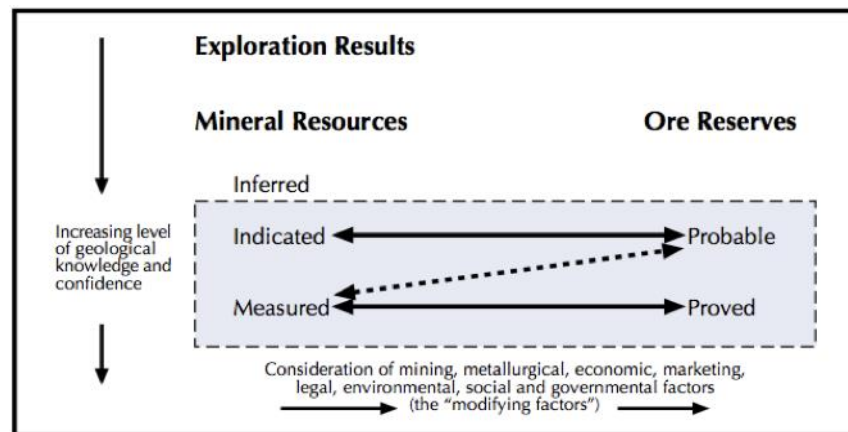 Exploration Results
Mineral Resources
Ore Reserves
Inferred
Increasing level
of geological
knowledge and
confidence
Indicated
Probable
Measured
Proved
Consideration of mining, metallurgical, economic, marketing,
legal, environmental, social and governmental factors
(the “modifying factors”)